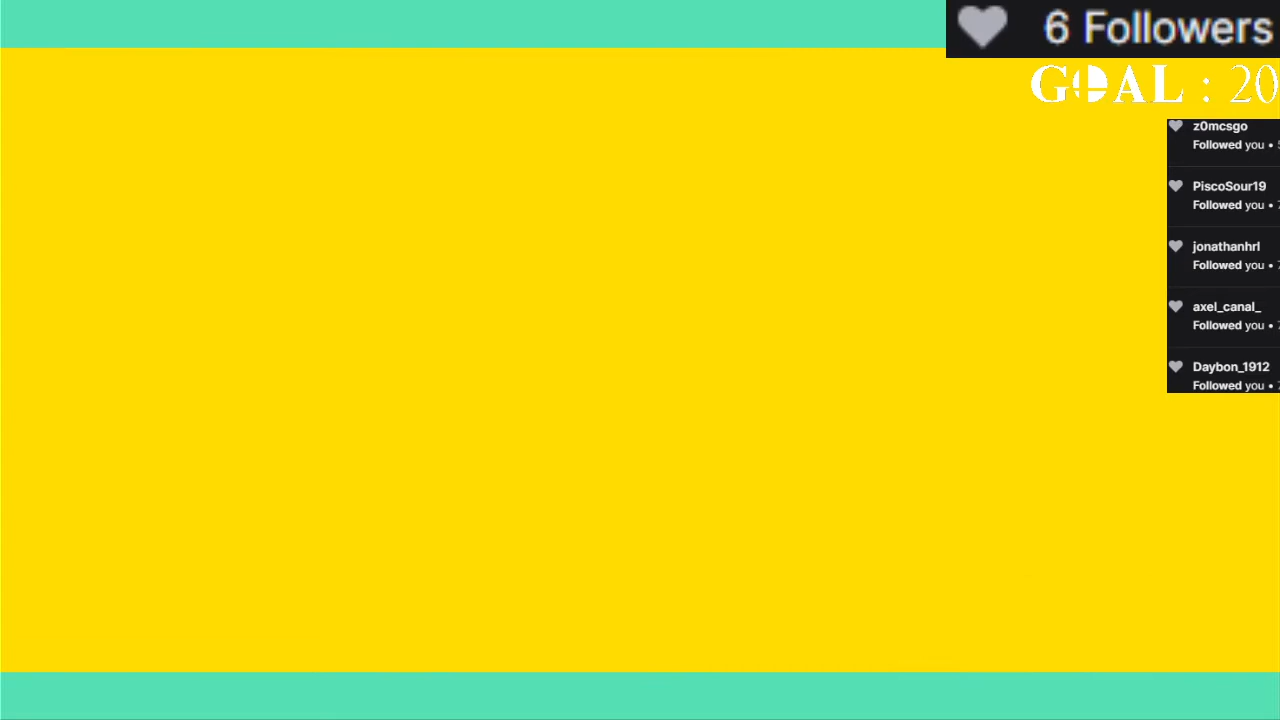 6 Followers
GOAL : 20
z0mcsgo
Followed you •
PiscoSour19
Followed you •
jonathanhrl
Followed you •
axel_canal_
Followed you •
Daybon_1912
Followed you •